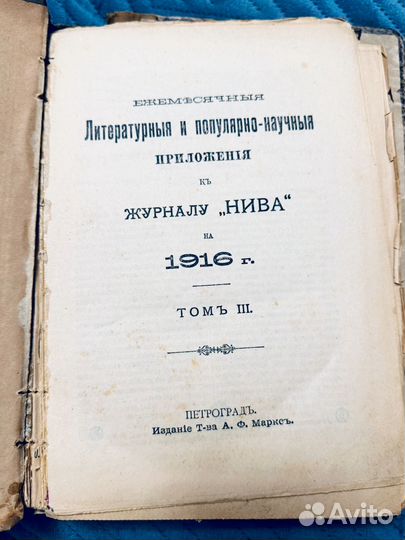 ЕЖЕМѢСЯЧНЫЯ
Литературныя и популярно-научныя
ПРИЛОЖЕНІЯ
КЪ
ЖУРНАЛУ „НИВА“
НА
1916 г.
ТОМЪ III.
ПЕТРОГРАДЪ.
Изданіе Т-ва А. Ф. Марксъ.
Avito